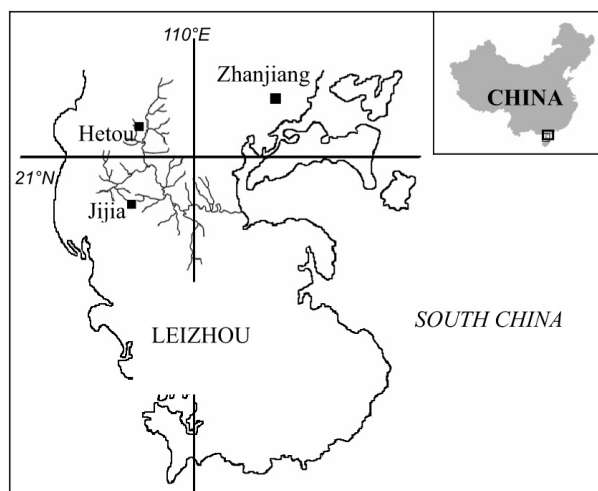 110°E
Zhanjiang
CHINA
Hetou
21°N
Jijia
LEIZHOU
SOUTH CHINA